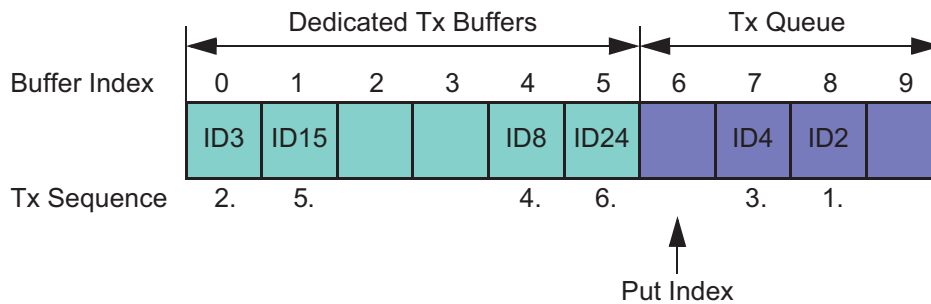 Dedicated Tx Buffers Tx Queue
Buffer Index 0 1 2 3 4 5 6 7 8 9
ID3 ID15 ID8 ID24 ID4 ID2
Tx Sequence 2. 5. 4. 6. 3. 1.
Put Index